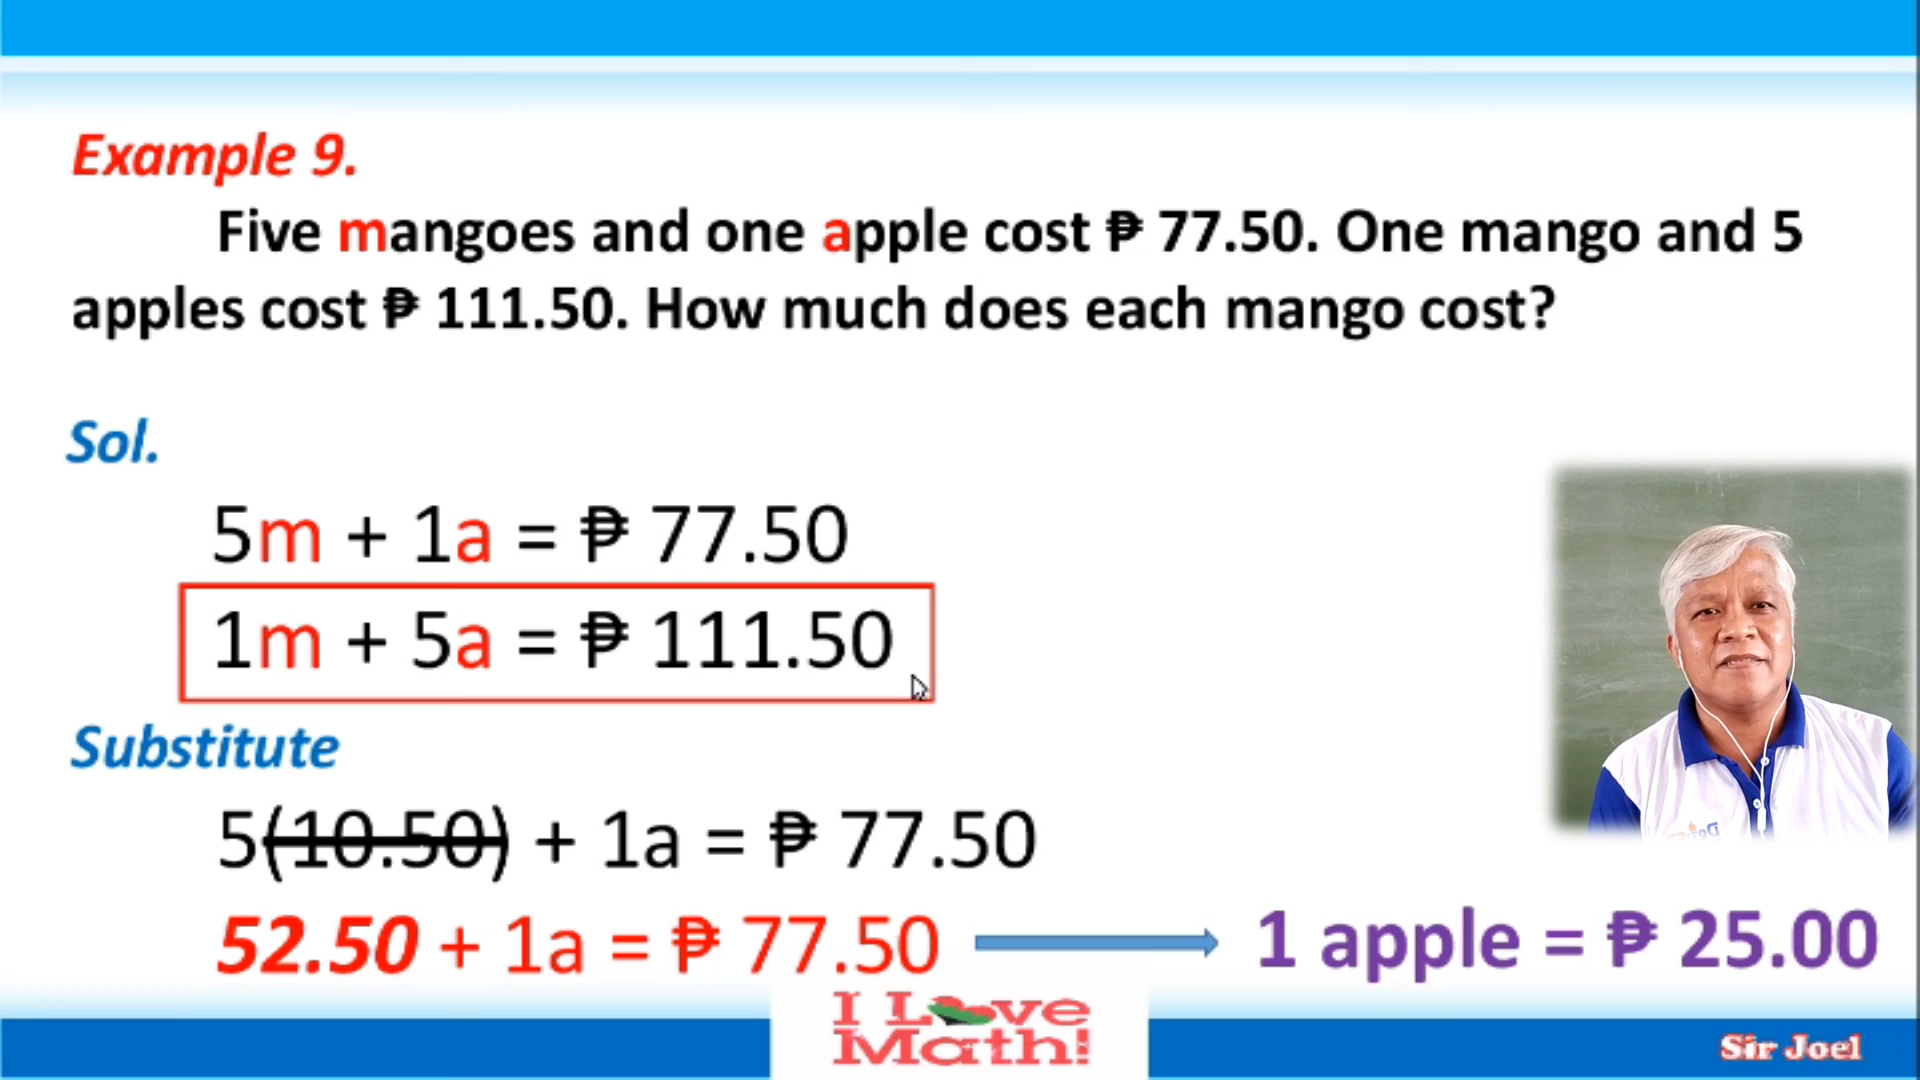 Example 9.
Five mangoes and one apple cost ₱ 77.50. One mango and 5
apples cost ₱ 111.50. How much does each mango cost?
Sol.
5m + 1a = ₱ 77.50
1m + 5a = ₱ 111.50
Substitute
5(10.50) + 1a = ₱ 77.50
52.50 + 1a = ₱ 77.50
1 apple = ₱ 25.00
I Love
Math!
Sir Joel